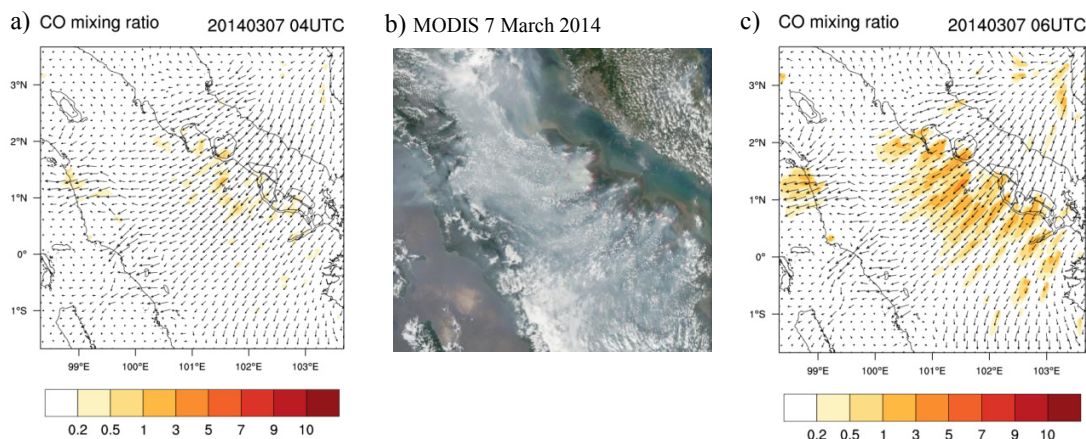 a) CO mixing ratio 20140307 04UTC
3°N
2°N
1°N
0°
1°S
99°E 100°E 101°E 102°E 103°E
0.2 0.5 1 3 5 7 9 10
b) MODIS 7 March 2014
c) CO mixing ratio 20140307 06UTC
3°N
2°N
1°N
0°
1°S
99°E 100°E 101°E 102°E 103°E
0.2 0.5 1 3 5 7 9 10